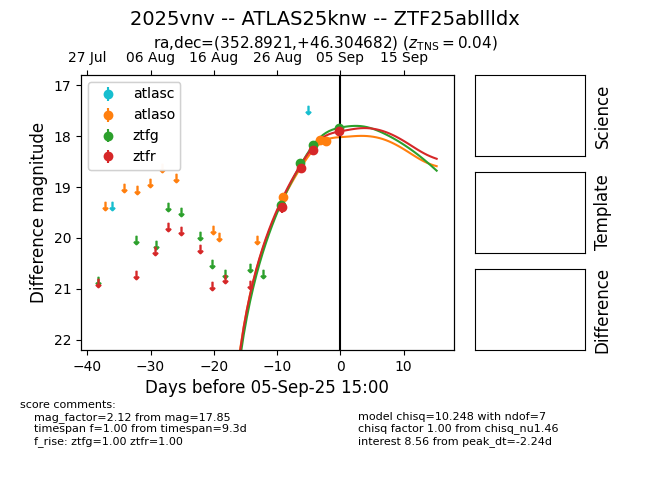 2025vnv -- ATLAS25knw -- ZTF25abllldx
ra,dec=(352.8921,+46.304682) (zTNS = 0.04)
27 Jul 06 Aug 16 Aug 26 Aug 05 Sep 15 Sep
17
18
19
20
21
22
Difference magnitude
atlasc
atlaso
ztfg
ztfr
−40 −30 −20 −10 0 10
Days before 05-Sep-25 15:00
Science
Template
Difference
score comments:
mag_factor=2.12 from mag=17.85
timespan f=1.00 from timespan=9.3d
f_rise: ztfg=1.00 ztfr=1.00
model chisq=10.248 with ndof=7
chisq factor 1.00 from chisq_nu1.46
interest 8.56 from peak_dt=-2.24d